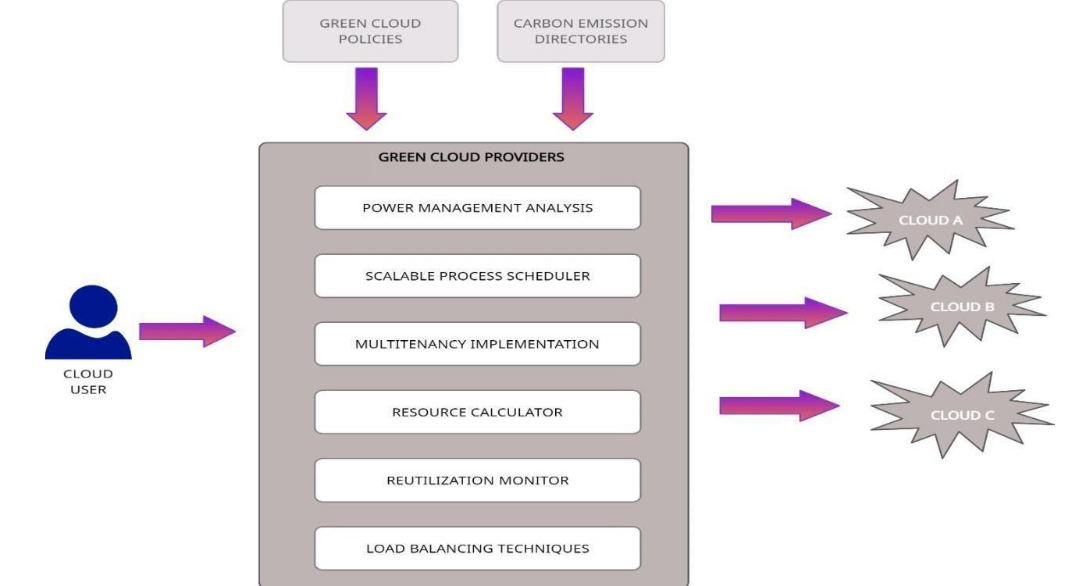 GREEN CLOUD
POLICIES
CARBON EMISSION
DIRECTORIES
GREEN CLOUD PROVIDERS
POWER MANAGEMENT ANALYSIS
SCALABLE PROCESS SCHEDULER
MULTITENANCY IMPLEMENTATION
RESOURCE CALCULATOR
REUTILIZATION MONITOR
LOAD BALANCING TECHNIQUES
CLOUD
USER
CLOUD A
CLOUD B
CLOUD C